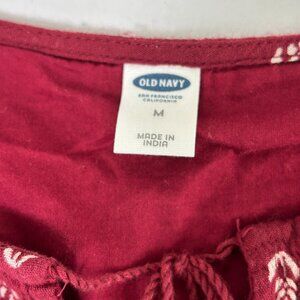 OLD NAVY
SAN FRANCISCO
CALIFORNIA
M
MADE IN
INDIA